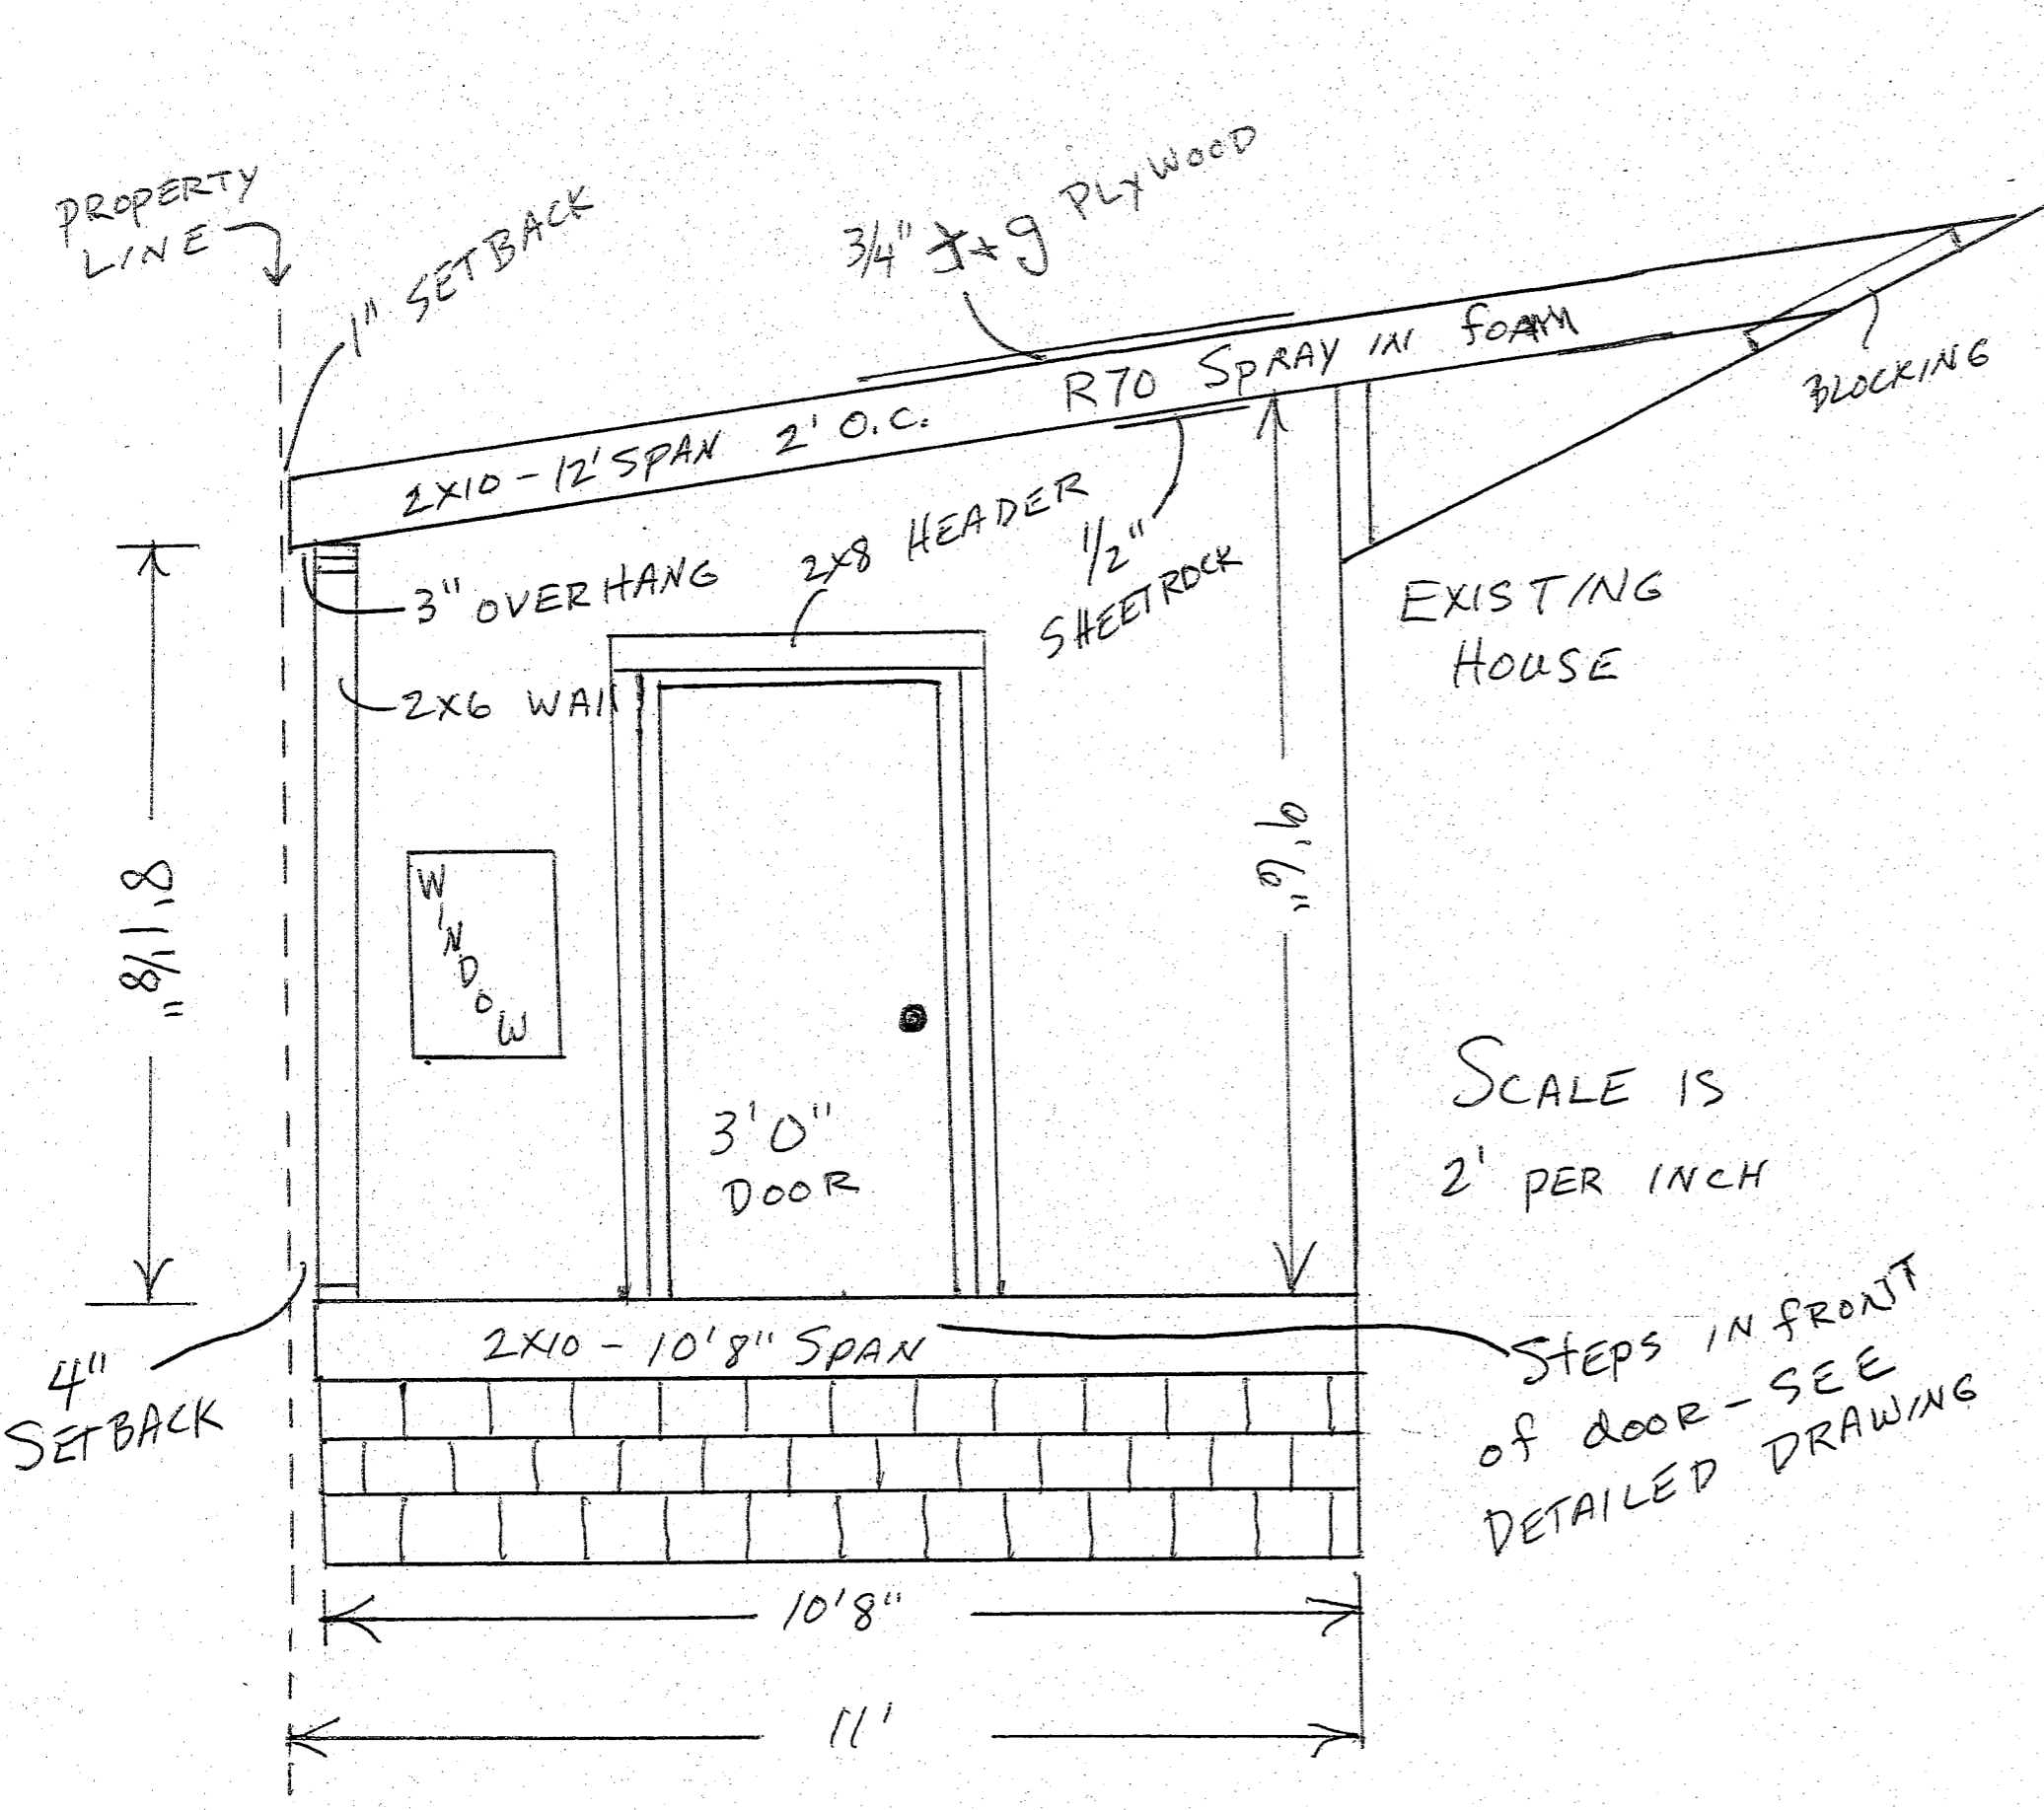 PROPERTY
LINE
1" SETBACK
3/4" t+g PLYWOOD
2X10 - 12' SPAN 2' O.C.
R70 SPRAY IN foAM
BLOCKING
3" OVERHANG
2X8 HEADER
1/2"
SHEETROCK
EXISTING
HOUSE
2X6 WAll
8'1/8"
9'6"
WINDOW
3'0"
DOOR
SCALE IS
2' PER INCH
4"
SETBACK
2X10 - 10'8" SPAN
StEPS IN fRONT
of dooR - SEE
DETAILED DRAWING
10'8"
11'